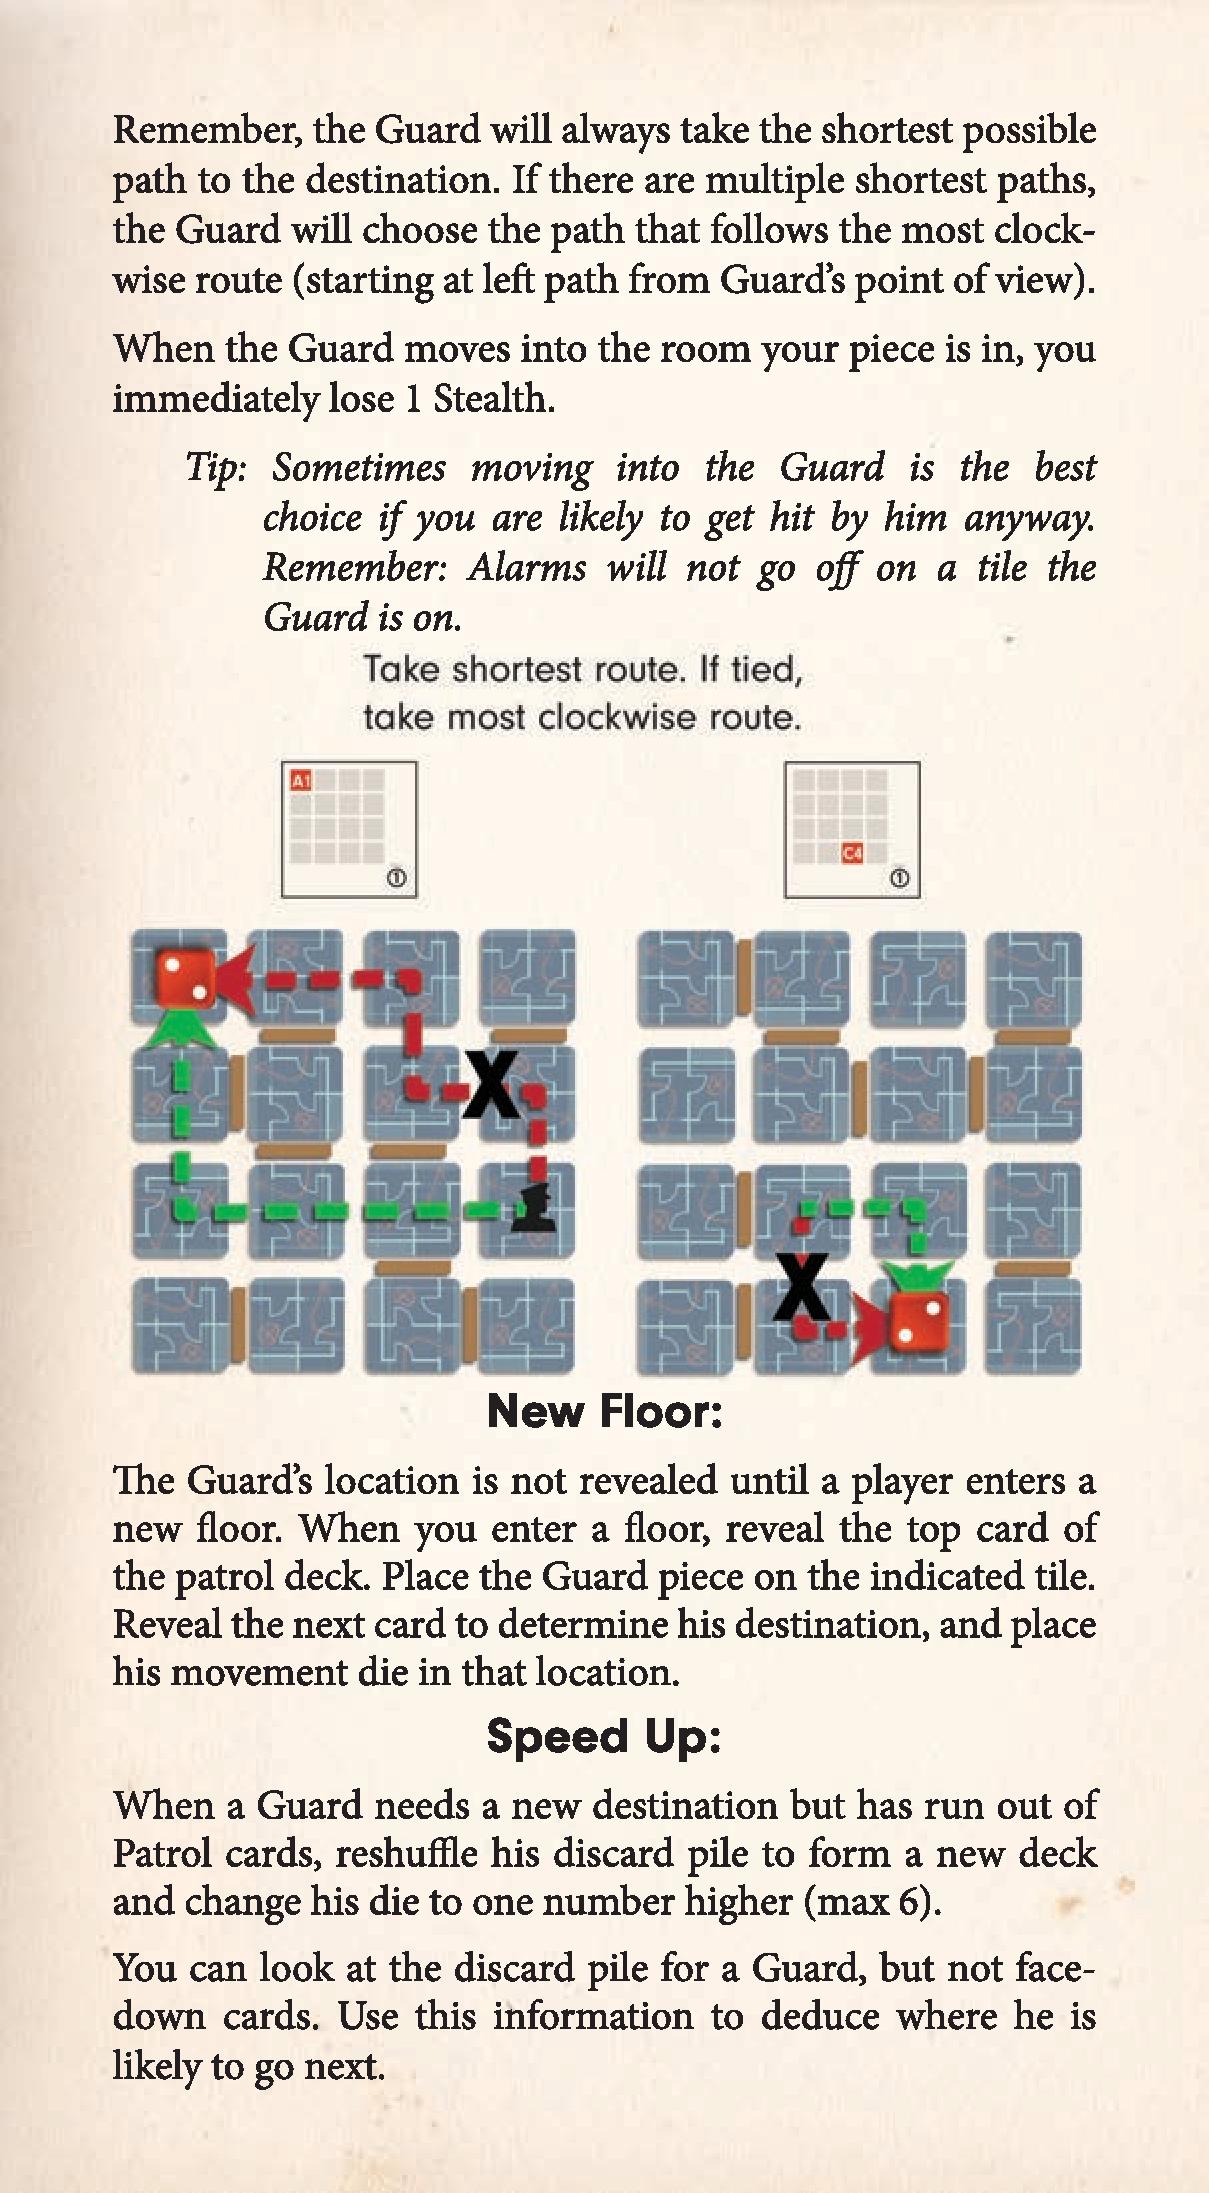 Remember, the Guard will always take the shortest possible
path to the destination. If there are multiple shortest paths,
the Guard will choose the path that follows the most clock-
wise route (starting at left path from Guard's point of view).
When the Guard moves into the room your piece is in, you
immediately lose 1 Stealth.
Tip: Sometimes moving into the Guard is the best
choice if you are likely to get hit by him anyway.
Remember: Alarms will not go off on a tile the
Guard is on.
Take shortest route. If tied,
take most clockwise route.
A1
①
C4
①
X
X
New Floor:
The Guard's location is not revealed until a player enters a
new floor. When you enter a floor, reveal the top card of
the patrol deck. Place the Guard piece on the indicated tile.
Reveal the next card to determine his destination, and place
his movement die in that location.
Speed Up:
When a Guard needs a new destination but has run out of
Patrol cards, reshuffle his discard pile to form a new deck
and change his die to one number higher (max 6).
You can look at the discard pile for a Guard, but not face-
down cards. Use this information to deduce where he is
likely to go next.